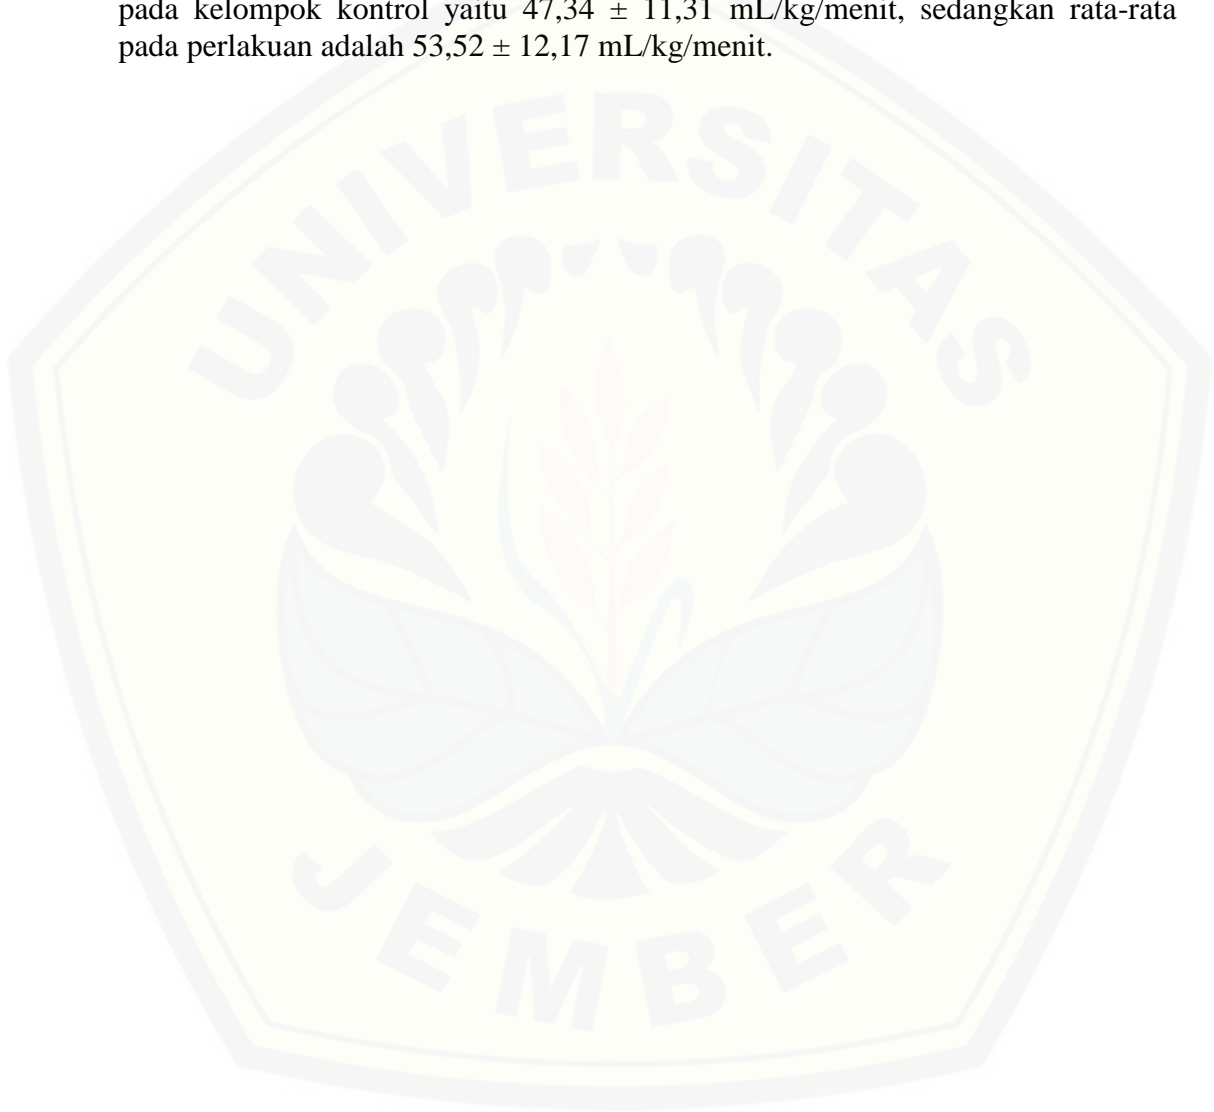 pada kelompok kontrol yaitu 47,34 ± 11,31 mL/kg/menit, sedangkan rata-rata
pada perlakuan adalah 53,52 ± 12,17 mL/kg/menit.
UNIVERSITAS
JEMBER